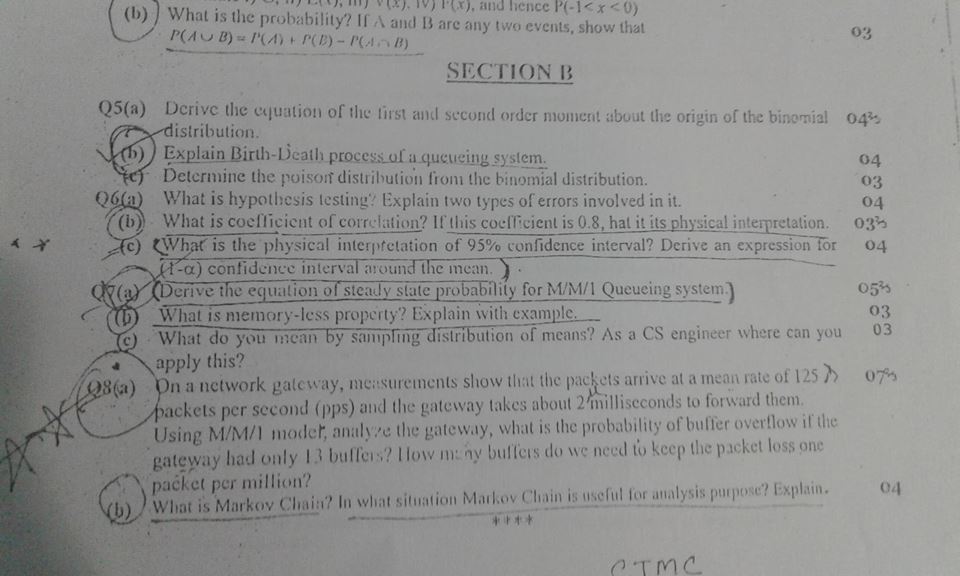 and hence P(-1< x < 0)
(b) What is the probability? If A and B are any two events, show that 03
P(A ∪ B) = P(A) + P(B) – P(A ∩ B)
SECTION B
Q5(a) Derive the equation of the first and second order moment about the origin of the binomial 04⅔
distribution.
(b) Explain Birth-Death process of a queueing system. 04
(c) Determine the poison distribution from the binomial distribution. 03
Q6(a) What is hypothesis testing? Explain two types of errors involved in it. 04
(b) What is coefficient of correlation? If this coefficient is 0.8, hat it its physical interpretation. 03⅔
(c) (What is the physical interpretation of 95% confidence interval? Derive an expression for 04
(1-α) confidence interval around the mean.)
Q7(a) (Derive the equation of steady state probability for M/M/1 Queueing system.) 05⅔
(b) What is memory-less property? Explain with example. 03
(c) What do you mean by sampling distribution of means? As a CS engineer where can you 03
apply this?
Q8(a) On a network gateway, measurements show that the packets arrive at a mean rate of 125 λ 07⅔
packets per second (pps) and the gateway takes about 2 milliseconds to forward them.
Using M/M/1 model, analyze the gateway, what is the probability of buffer overflow if the
gateway had only 13 buffers? How many buffers do we need to keep the packet loss one
packet per million?
(b) What is Markov Chain? In what situation Markov Chain is useful for analysis purpose? Explain. 04
****
CTMC